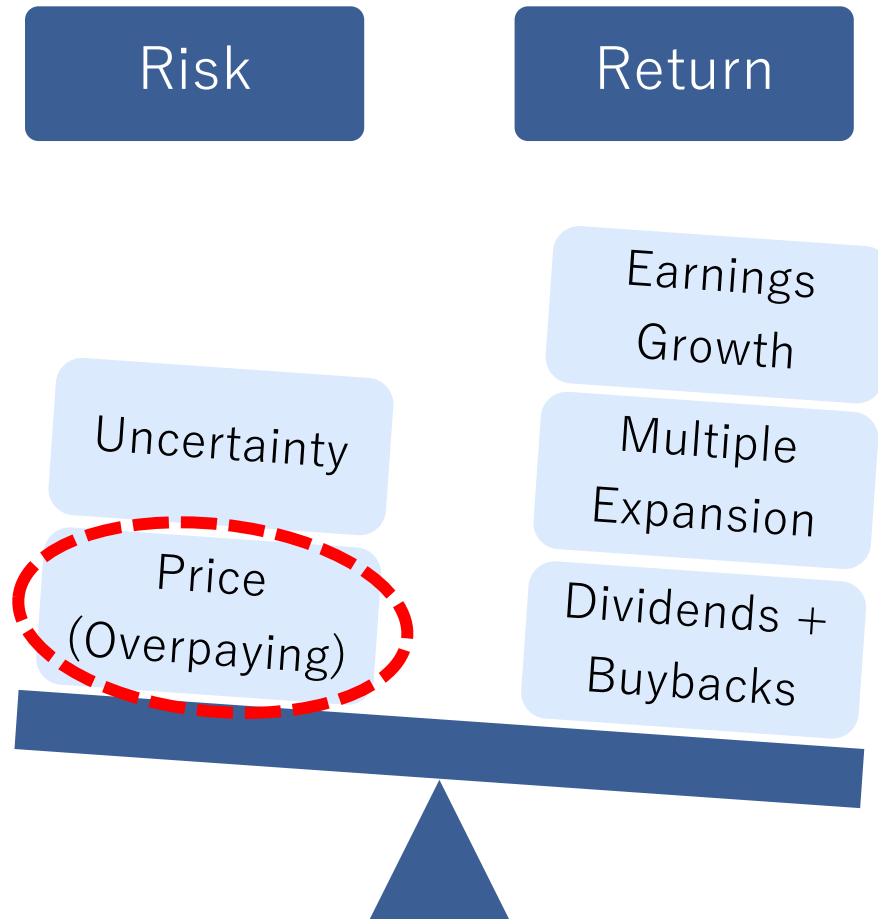 Risk
Return
Uncertainty
Price
(Overpaying)
Earnings
Growth
Multiple
Expansion
Dividends +
Buybacks